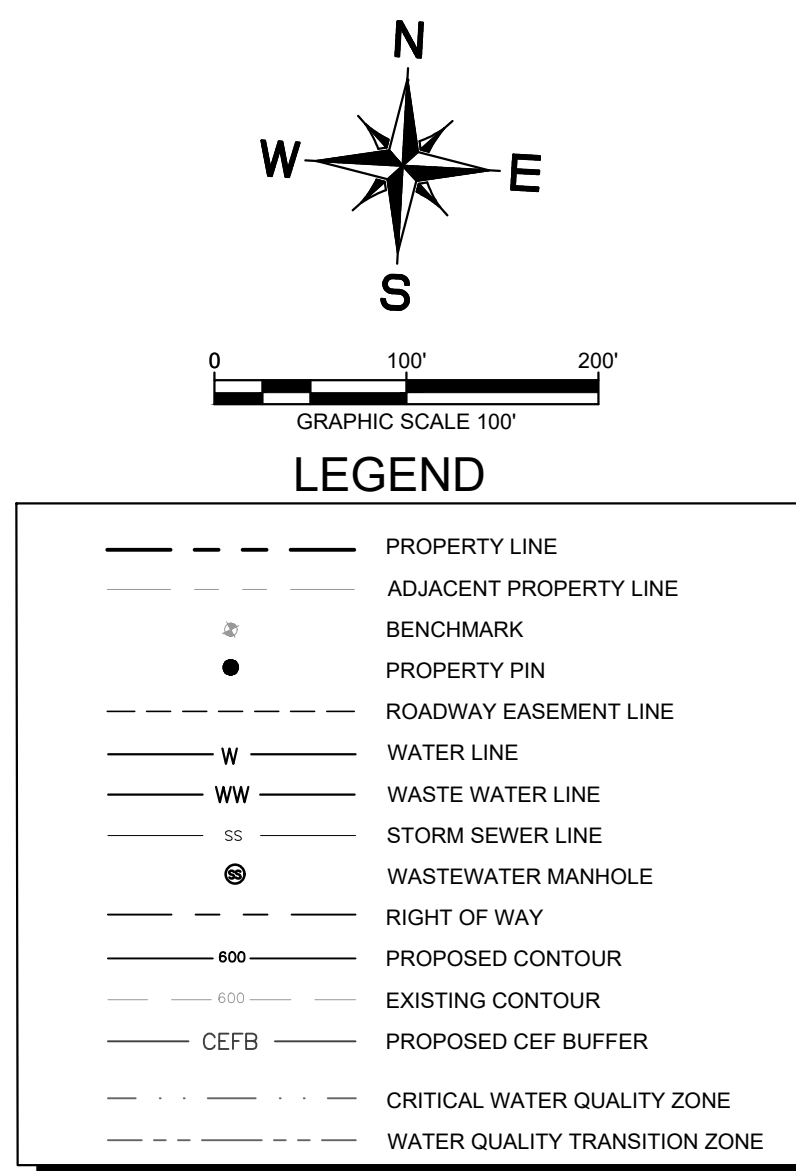 N
W E
S
0 100' 200'
GRAPHIC SCALE 100'
LEGEND
PROPERTY LINE
ADJACENT PROPERTY LINE
BENCHMARK
PROPERTY PIN
ROADWAY EASEMENT LINE
W WATER LINE
WW WASTE WATER LINE
SS STORM SEWER LINE
SS WASTEWATER MANHOLE
RIGHT OF WAY
600 PROPOSED CONTOUR
600 EXISTING CONTOUR
CEFB PROPOSED CEF BUFFER
CRITICAL WATER QUALITY ZONE
WATER QUALITY TRANSITION ZONE